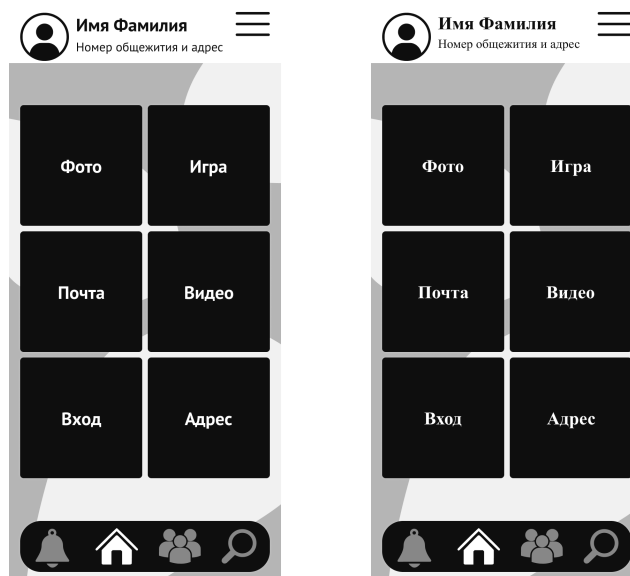 Имя Фамилия
Номер общежития и адрес
Фото
Игра
Почта
Видео
Вход
Адрес
Имя Фамилия
Номер общежития и адрес
Фото
Игра
Почта
Видео
Вход
Адрес